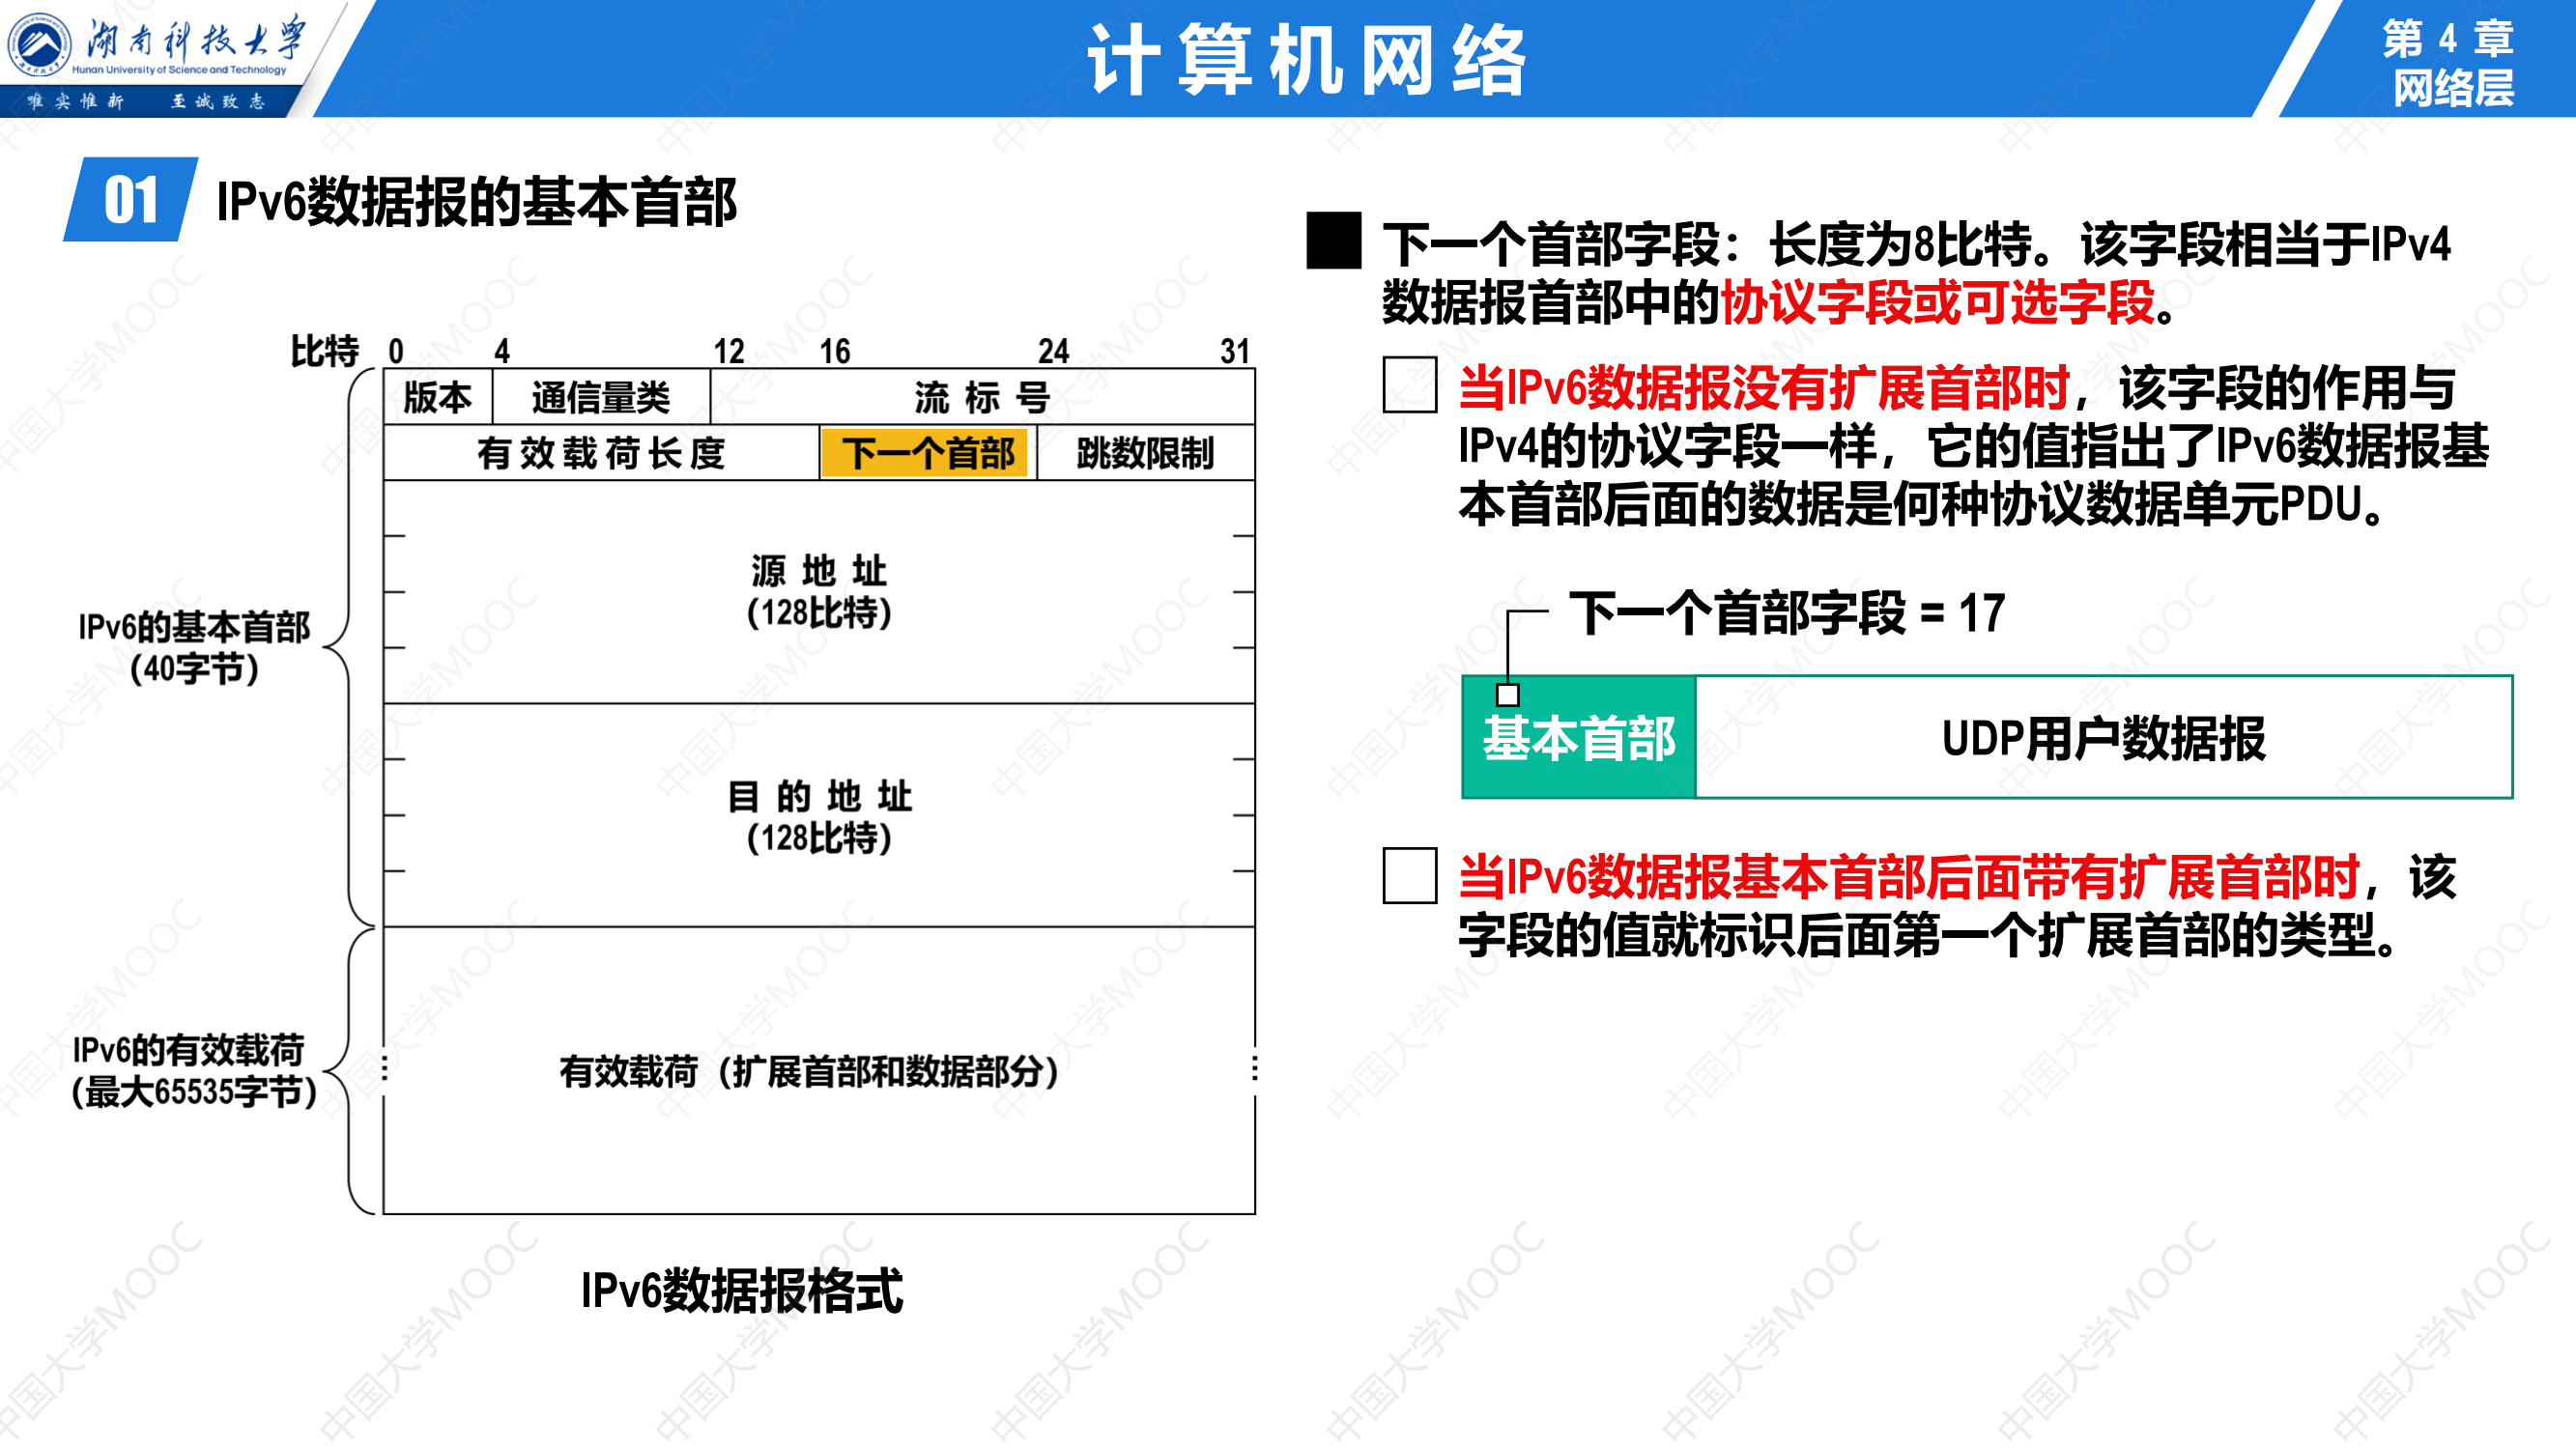 湖南科技大学
Hunan University of Science and Technology
唯实惟新 至诚致志
计算机网络
第 4 章
网络层
01 IPv6数据报的基本首部
比特 0 4 12 16 24 31
版本 通信量类 流 标 号
有效载荷长度 下一个首部 跳数限制
源 地 址
(128比特)
IPv6的基本首部
(40字节)
目 的 地 址
(128比特)
IPv6的有效载荷
(最大65535字节)
有效载荷（扩展首部和数据部分）
IPv6数据报格式
下一个首部字段：长度为8比特。该字段相当于IPv4
数据报首部中的协议字段或可选字段。
当IPv6数据报没有扩展首部时，该字段的作用与
IPv4的协议字段一样，它的值指出了IPv6数据报基
本首部后面的数据是何种协议数据单元PDU。
下一个首部字段 = 17
基本首部 UDP用户数据报
当IPv6数据报基本首部后面带有扩展首部时，该
字段的值就标识后面第一个扩展首部的类型。
中国大学MOOC